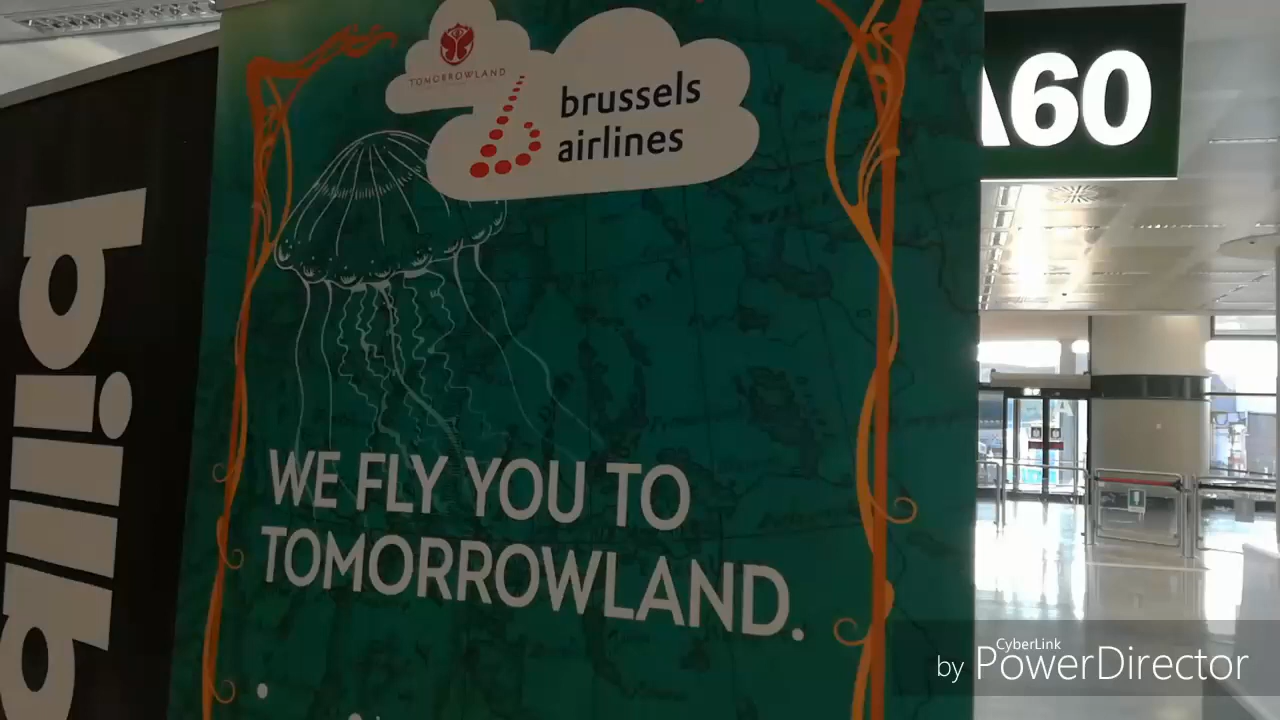 TOMORROWLAND
brussels
airlines
WE FLY YOU TO
TOMORROWLAND.
A60
CyberLink
by PowerDirector